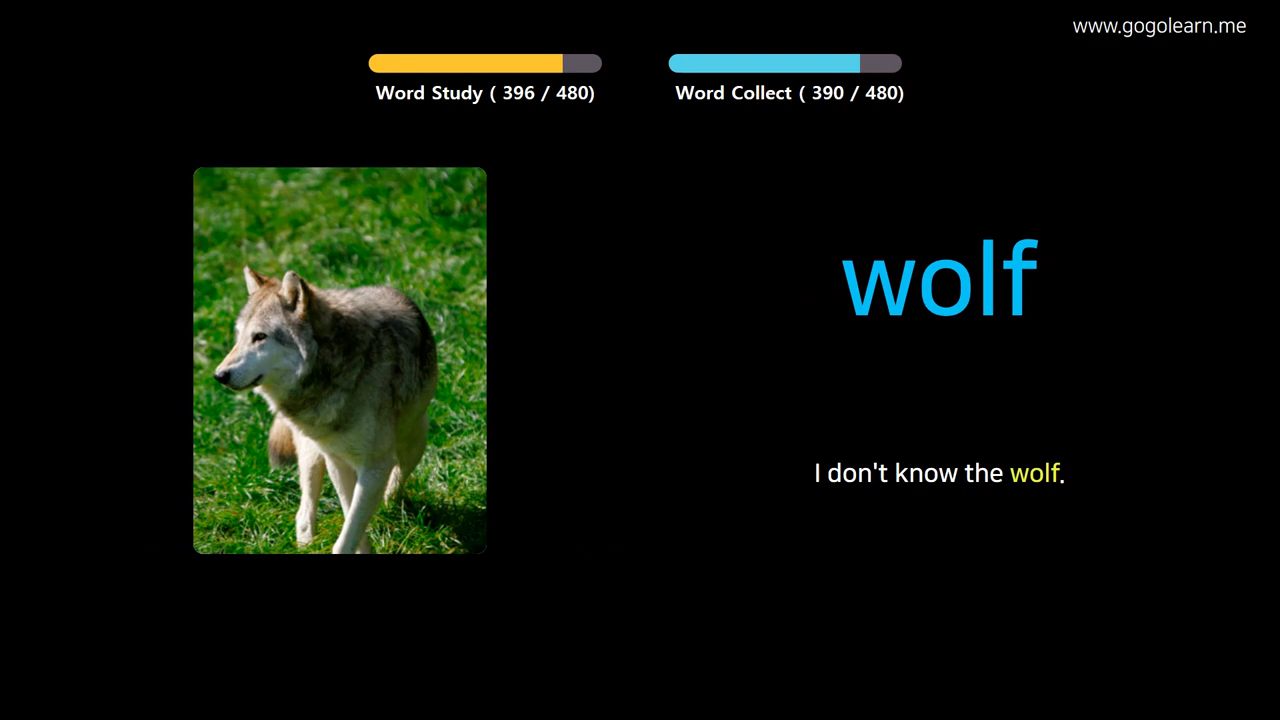 www.gogolearn.me
Word Study ( 396 / 480)
Word Collect ( 390 / 480)
wolf
I don't know the wolf.